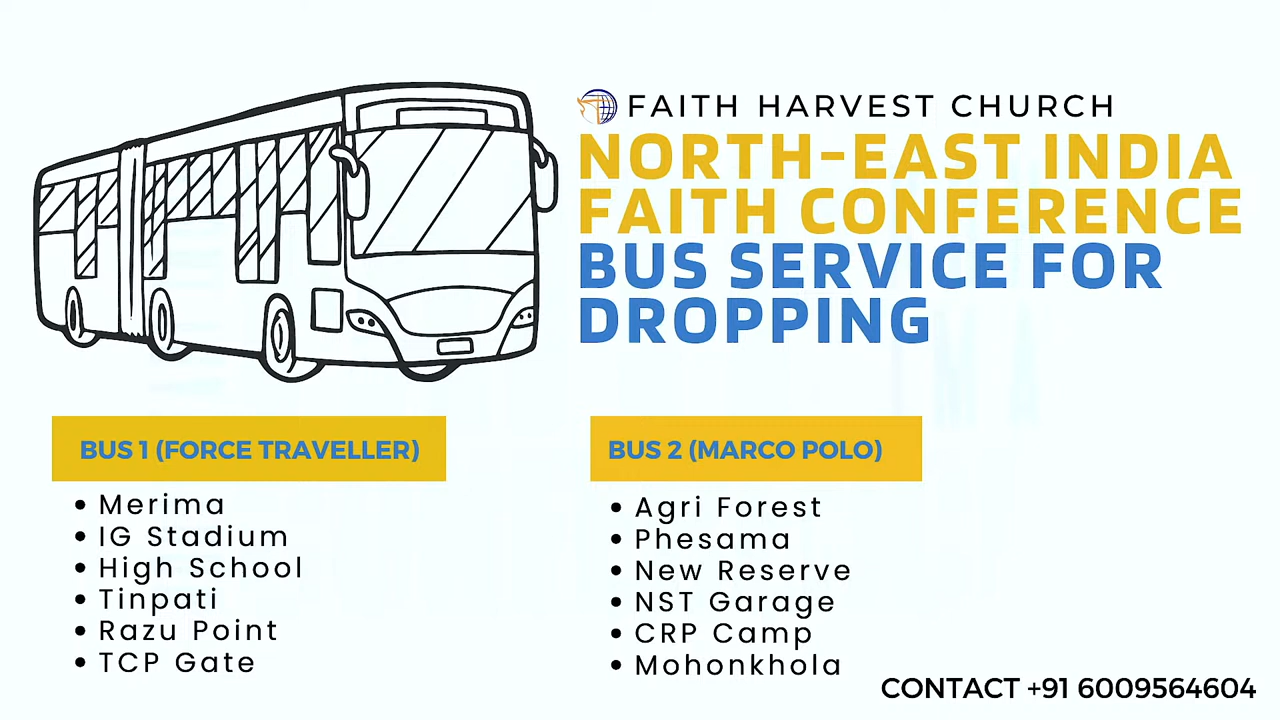 FAITH HARVEST CHURCH
NORTH-EAST INDIA
FAITH CONFERENCE
BUS SERVICE FOR
DROPPING
BUS 1 (FORCE TRAVELLER)
• Merima
• IG Stadium
• High School
• Tinpati
• Razu Point
• TCP Gate
BUS 2 (MARCO POLO)
• Agri Forest
• Phesama
• New Reserve
• NST Garage
• CRP Camp
• Mohonkhola
CONTACT +91 6009564604